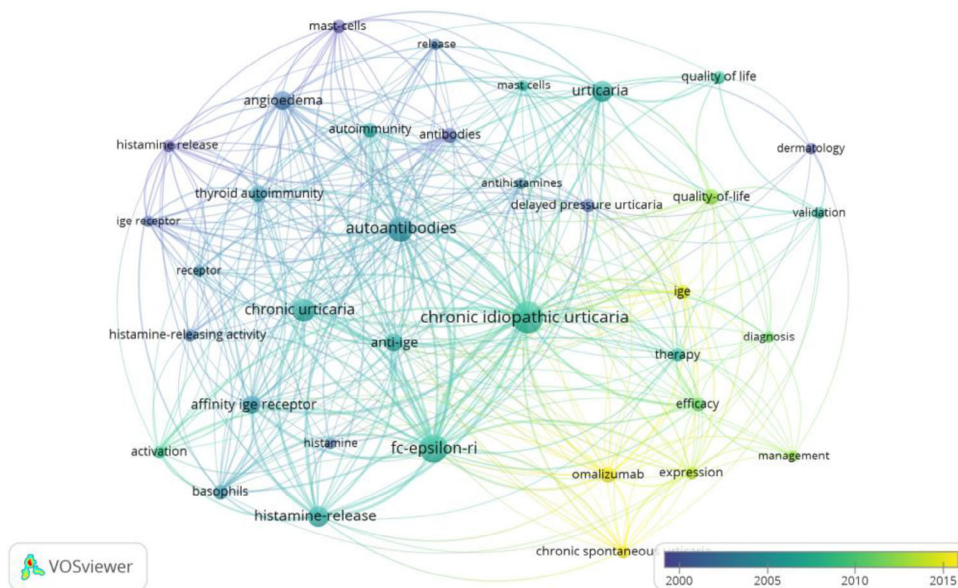 mast-cells
release
quality of life
mast cells
urticaria
angioedema
autoimmunity
antibodies
histamine release
dermatology
thyroid autoimmunity
antihistamines
quality-of-life
delayed pressure urticaria
validation
ige receptor
autoantibodies
receptor
ige
chronic urticaria
chronic idiopathic urticaria
histamine-releasing activity
anti-ige
diagnosis
therapy
affinity ige receptor
efficacy
histamine
fc-epsilon-ri
activation
management
omalizumab
expression
basophils
histamine-release
chronic spontaneous urticaria
VOSviewer
2000
2005
2010
2015